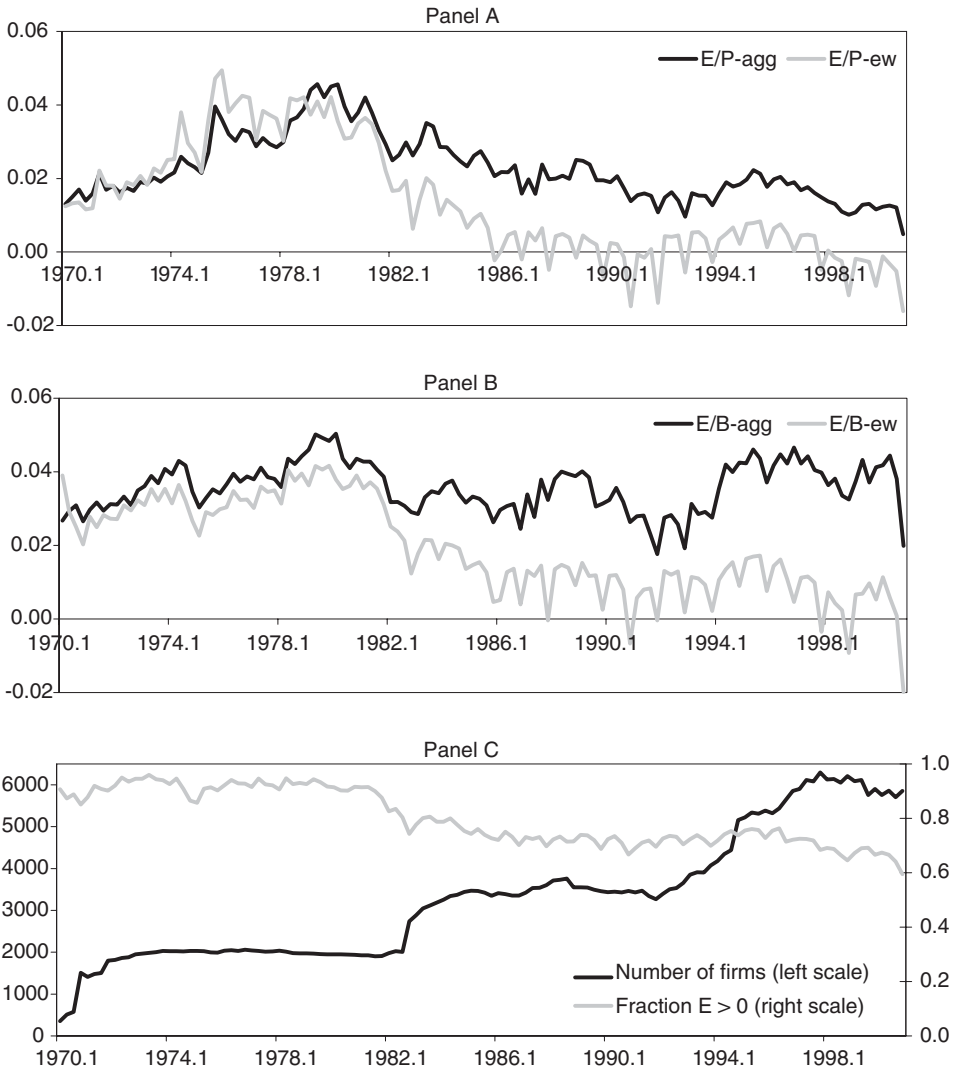 Panel A
0.06
E/P-agg E/P-ew
0.04
0.02
0.00
1970.1 1974.1 1978.1 1982.1 1986.1 1990.1 1994.1 1998.1
-0.02
Panel B
0.06
E/B-agg E/B-ew
0.04
0.02
0.00
1970.1 1974.1 1978.1 1982.1 1986.1 1990.1 1994.1 1998.1
-0.02
Panel C
1.0
6000
5000
0.8
4000
0.6
3000
0.4
2000
Number of firms (left scale)
0.2
1000
Fraction E > 0 (right scale)
0 0.0
1970.1 1974.1 1978.1 1982.1 1986.1 1990.1 1994.1 1998.1